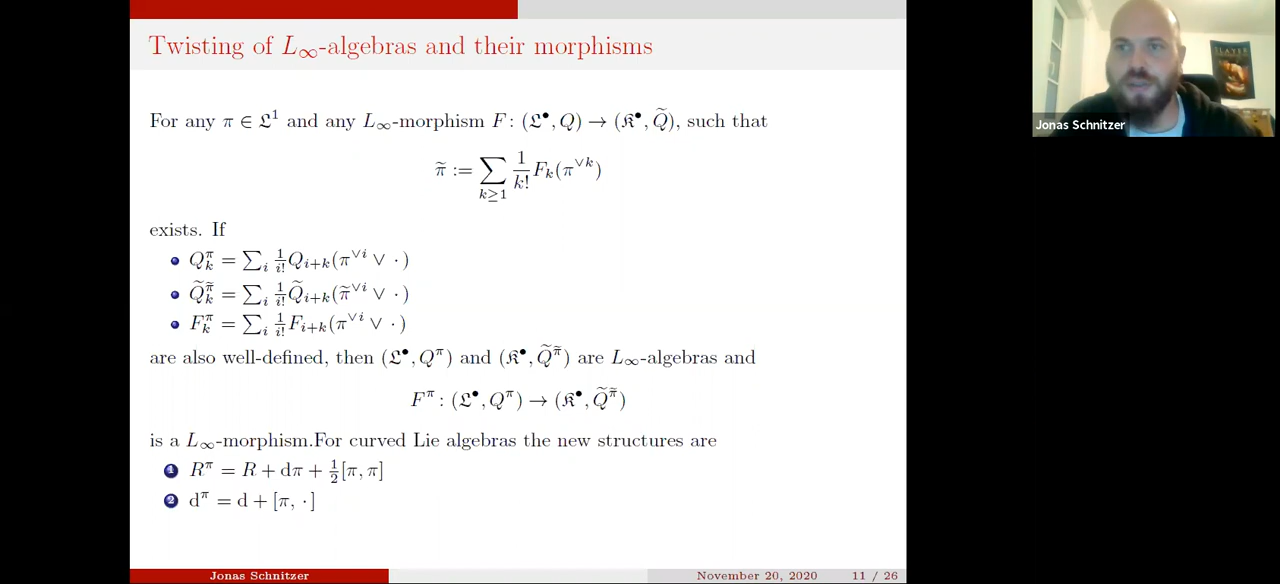 Twisting of L∞-algebras and their morphisms
For any π ∈ 𝔏¹ and any L∞-morphism F : (𝔏•, Q) → (𝔎•, Q̃), such that
π̃ := ∑_{k≥1} 1/k! F_k(π^{∨k})
exists. If
Q^π_k = ∑_i 1/i! Q_{i+k}(π^{∨i} ∨ · )
Q̃^π̃_k = ∑_i 1/i! Q̃_{i+k}(π̃^{∨i} ∨ · )
F^π_k = ∑_i 1/i! F_{i+k}(π^{∨i} ∨ · )
are also well-defined, then (𝔏•, Q^π) and (𝔎•, Q̃^π̃) are L∞-algebras and
F^π : (𝔏•, Q^π) → (𝔎•, Q̃^π̃)
is a L∞-morphism.For curved Lie algebras the new structures are
1 R^π = R + dπ + ½[π, π]
2 d^π = d + [π, · ]
Jonas Schnitzer November 20, 2020 11 / 26
SLAYER
Jonas Schnitzer